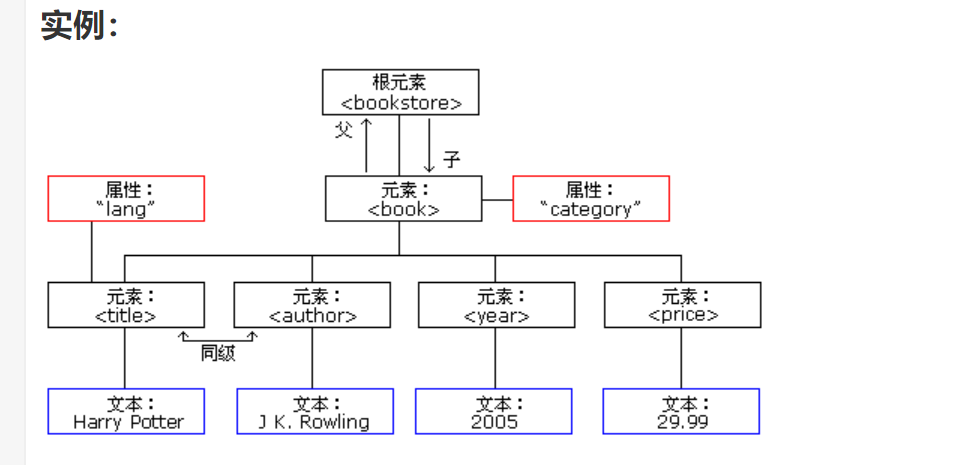 实例：
根元素
<bookstore>
父
子
属性：
“lang”
元素：
<book>
属性：
“category”
元素：
<title>
元素：
<author>
元素：
<year>
元素：
<price>
同级
文本：
Harry Potter
文本：
J K. Rowling
文本：
2005
文本：
29.99